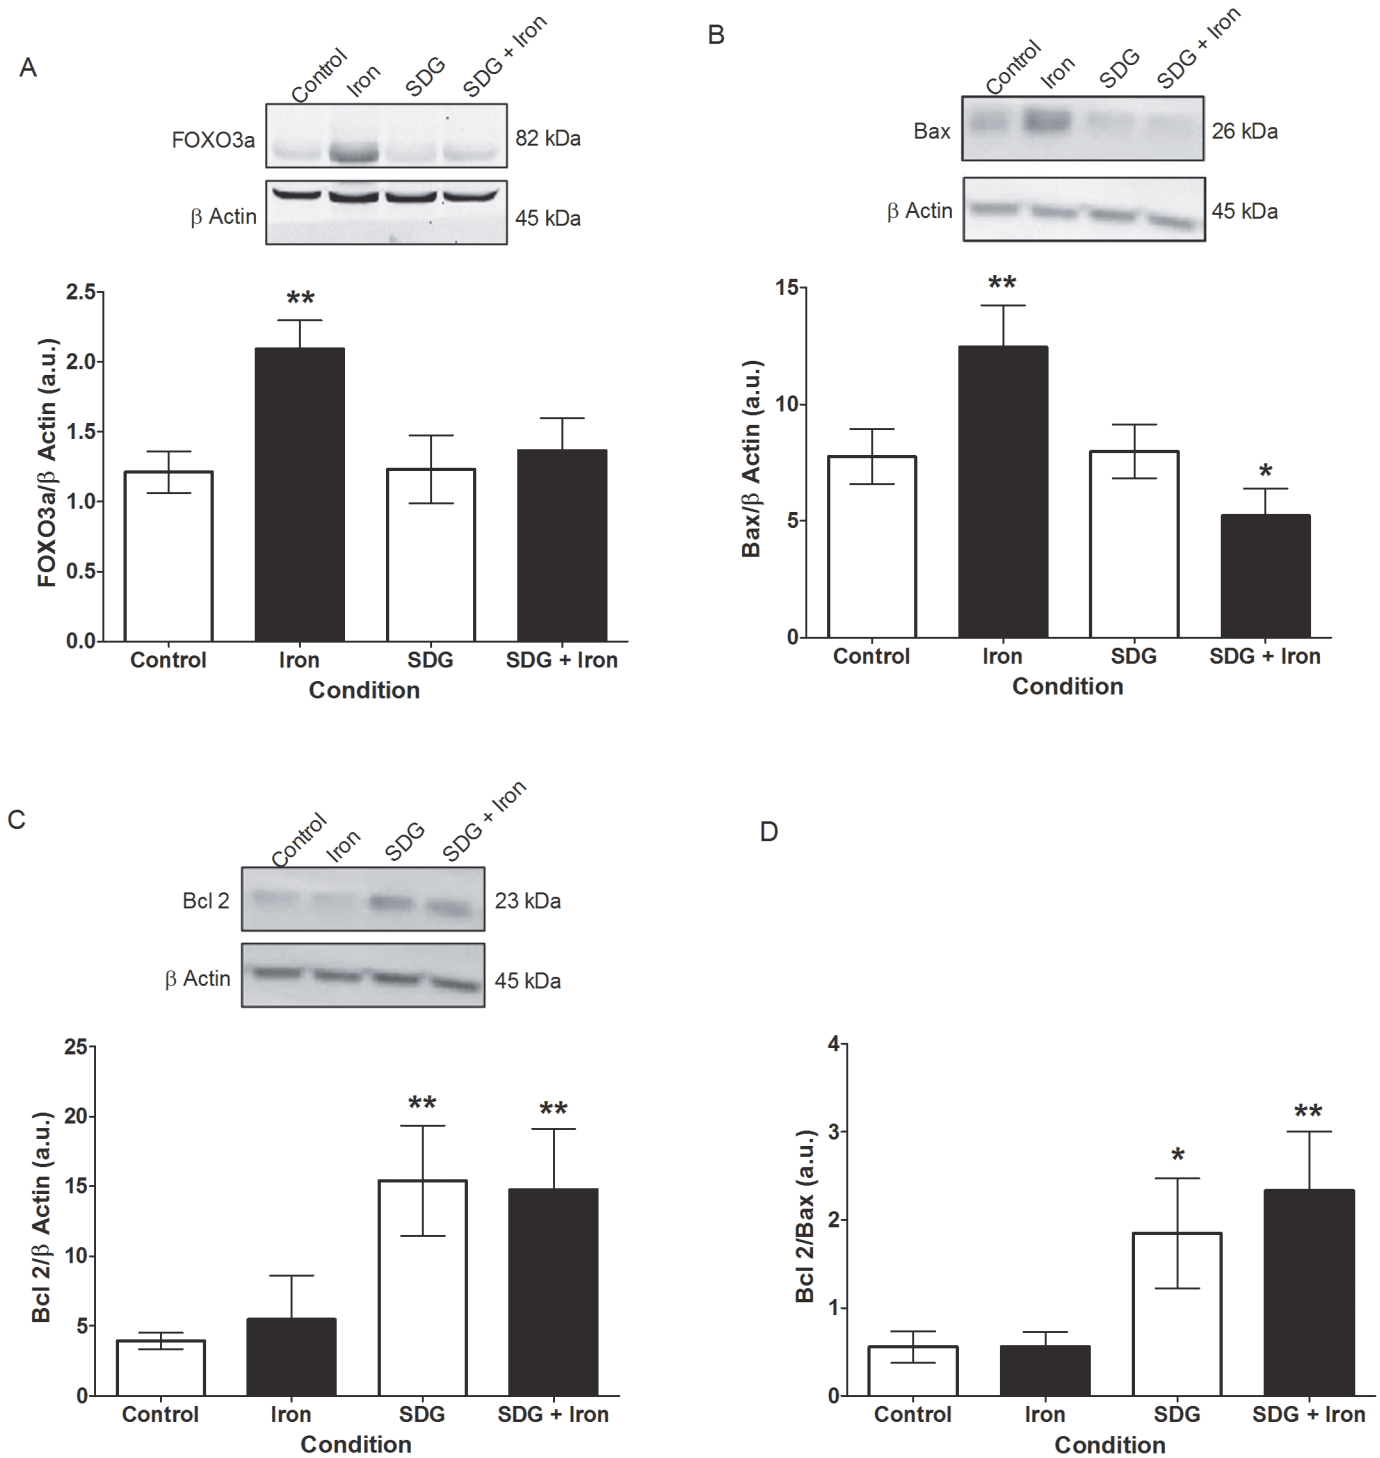 A
Control Iron SDG SDG + Iron
FOXO3a 82 kDa
β Actin 45 kDa
FOXO3a/β Actin (a.u.)
2.5
**
2.0
1.5
1.0
0.5
0.0
Control Iron SDG SDG + Iron
Condition
B
Control Iron SDG SDG + Iron
Bax 26 kDa
β Actin 45 kDa
Bax/β Actin (a.u.)
15
**
10
*
5
0
Control Iron SDG SDG + Iron
Condition
C
Control Iron SDG SDG + Iron
Bcl 2 23 kDa
β Actin 45 kDa
Bcl 2/β Actin (a.u.)
25
20
** **
15
10
5
0
Control Iron SDG SDG + Iron
Condition
D
Bcl 2/Bax (a.u.)
4
**
3
*
2
1
0
Control Iron SDG SDG + Iron
Condition